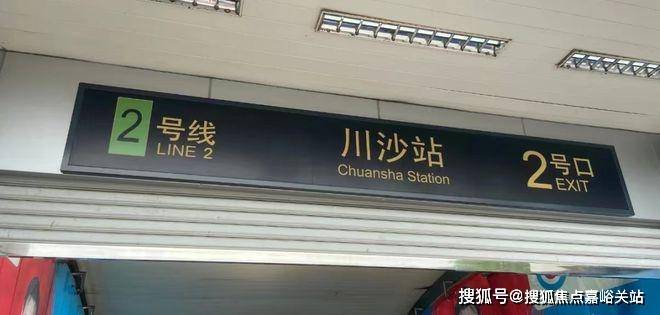 2 号线
LINE 2
川沙站
Chuansha Station
2 号口
EXIT
搜狐号@搜狐焦点嘉峪关站